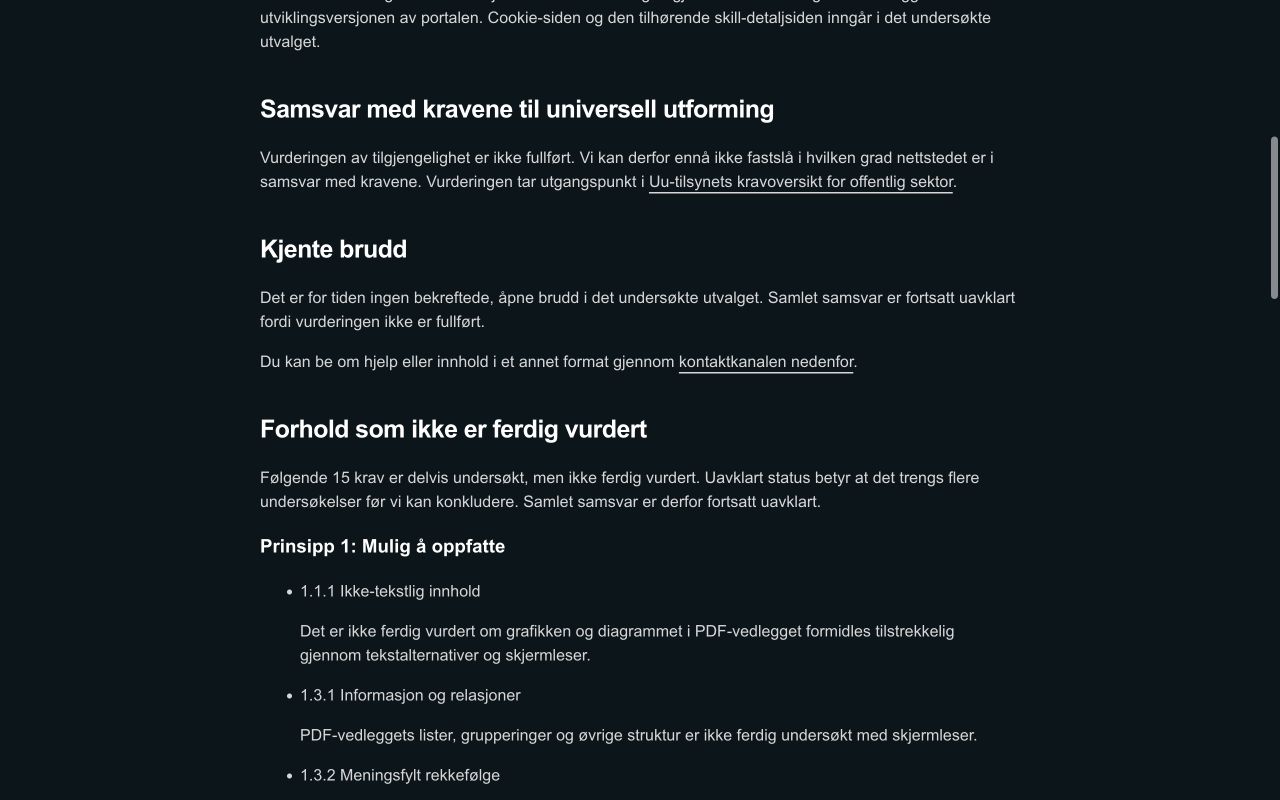 utviklingsversjonen av portalen. Cookie-siden og den tilhørende skill-detaljsiden inngår i det undersøkte
utvalget.
Samsvar med kravene til universell utforming
Vurderingen av tilgjengelighet er ikke fullført. Vi kan derfor ennå ikke fastslå i hvilken grad nettstedet er i
samsvar med kravene. Vurderingen tar utgangspunkt i Uu-tilsynets kravoversikt for offentlig sektor.
Kjente brudd
Det er for tiden ingen bekreftede, åpne brudd i det undersøkte utvalget. Samlet samsvar er fortsatt uavklart
fordi vurderingen ikke er fullført.
Du kan be om hjelp eller innhold i et annet format gjennom kontaktkanalen nedenfor.
Forhold som ikke er ferdig vurdert
Følgende 15 krav er delvis undersøkt, men ikke ferdig vurdert. Uavklart status betyr at det trengs flere
undersøkelser før vi kan konkludere. Samlet samsvar er derfor fortsatt uavklart.
Prinsipp 1: Mulig å oppfatte
• 1.1.1 Ikke-tekstlig innhold
Det er ikke ferdig vurdert om grafikken og diagrammet i PDF-vedlegget formidles tilstrekkelig
gjennom tekstalternativer og skjermleser.
• 1.3.1 Informasjon og relasjoner
PDF-vedleggets lister, grupperinger og øvrige struktur er ikke ferdig undersøkt med skjermleser.
• 1.3.2 Meningsfylt rekkefølge